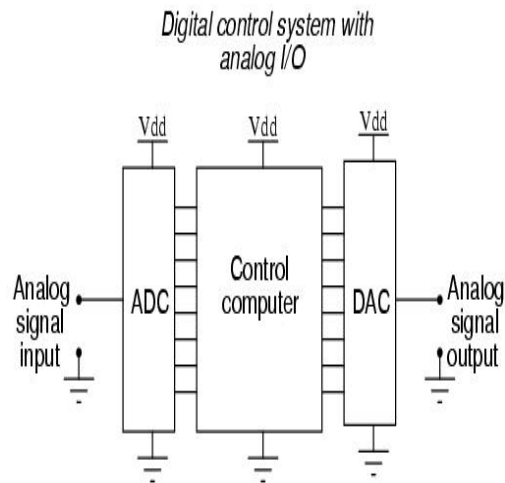 Digital control system with
analog I/O
Vdd
Vdd
Vdd
Analog
signal
input
ADC
Control
computer
DAC
Analog
signal
output